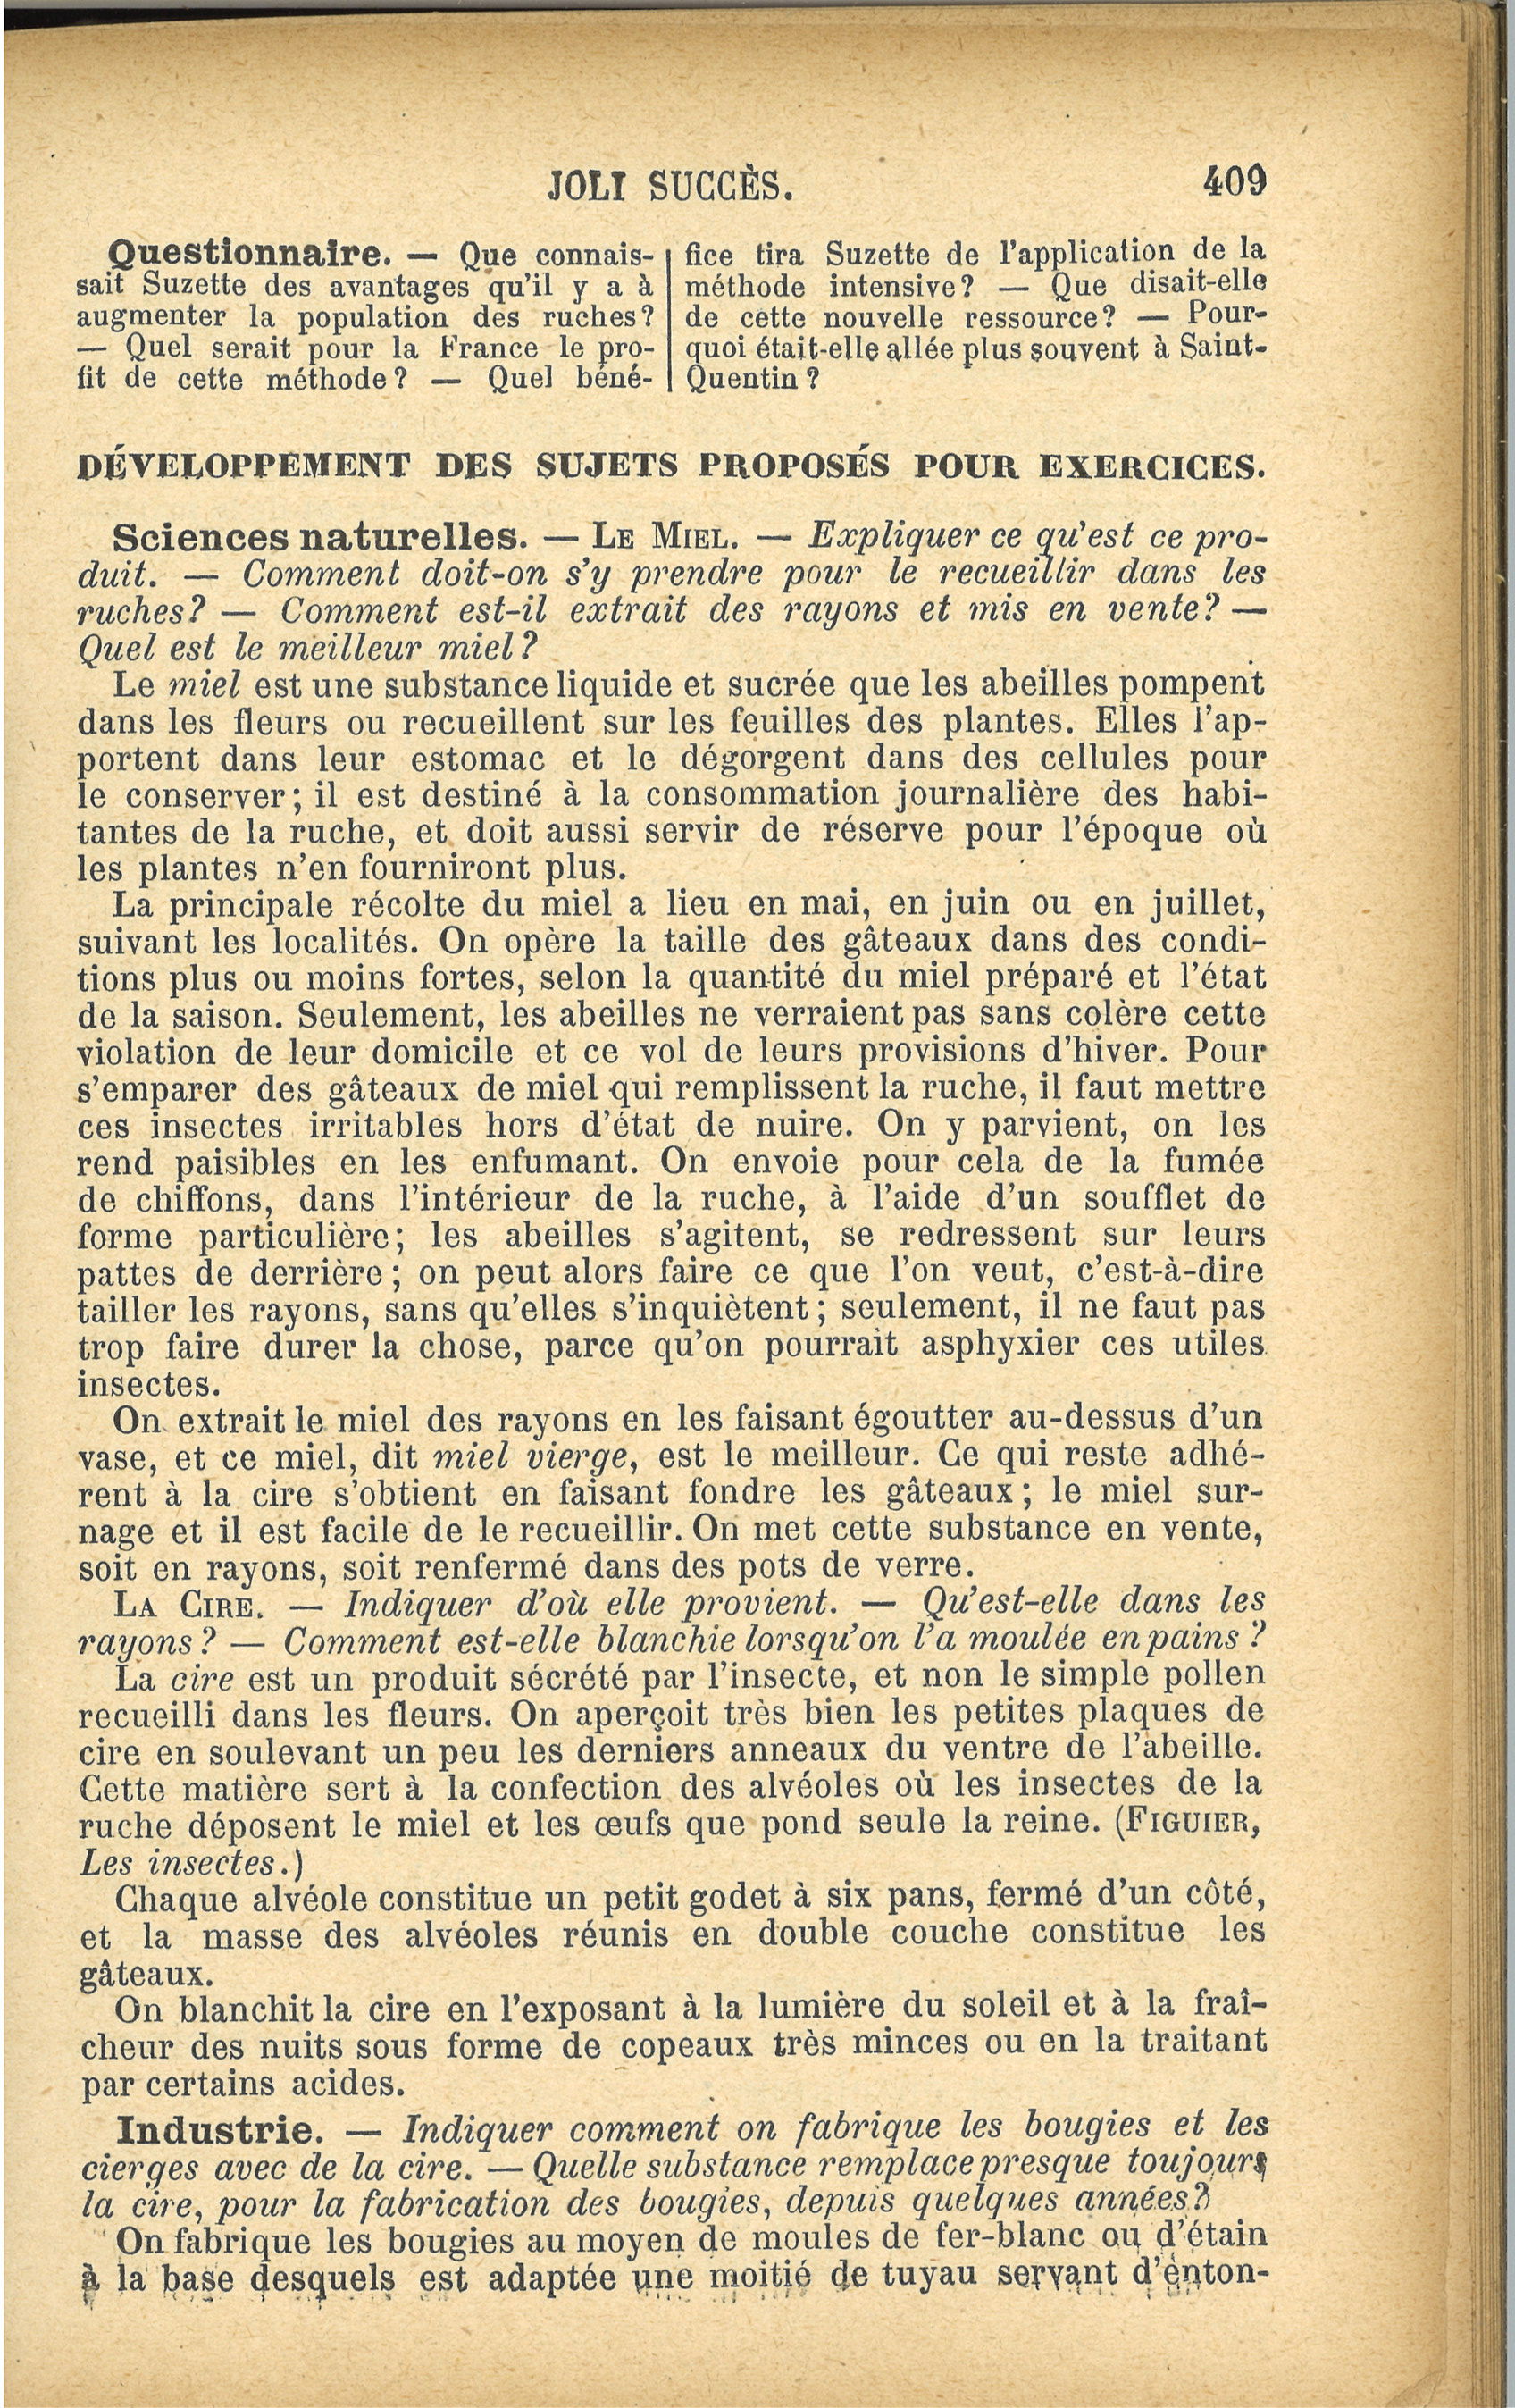 JOLI SUCCÈS.
409
Questionnaire. — Que connais-
sait Suzette des avantages qu'il y a à
augmenter la population des ruches?
— Quel serait pour la France le pro-
fit de cette méthode? — Quel béné-
fice tira Suzette de l'application de la
méthode intensive? — Que disait-elle
de cette nouvelle ressource? — Pour-
quoi était-elle allée plus souvent à Saint-
Quentin?
DÉVELOPPEMENT DES SUJETS PROPOSÉS POUR EXERCICES.
Sciences naturelles. — LE MIEL. — Expliquer ce qu'est ce pro-
duit. — Comment doit-on s'y prendre pour le recueillir dans les
ruches? — Comment est-il extrait des rayons et mis en vente? —
Quel est le meilleur miel?
Le miel est une substance liquide et sucrée que les abeilles pompent
dans les fleurs ou recueillent sur les feuilles des plantes. Elles l'ap-
portent dans leur estomac et le dégorgent dans des cellules pour
le conserver; il est destiné à la consommation journalière des habi-
tantes de la ruche, et doit aussi servir de réserve pour l'époque où
les plantes n'en fourniront plus.
La principale récolte du miel a lieu en mai, en juin ou en juillet,
suivant les localités. On opère la taille des gâteaux dans des condi-
tions plus ou moins fortes, selon la quantité du miel préparé et l'état
de la saison. Seulement, les abeilles ne verraient pas sans colère cette
violation de leur domicile et ce vol de leurs provisions d'hiver. Pour
s'emparer des gâteaux de miel qui remplissent la ruche, il faut mettre
ces insectes irritables hors d'état de nuire. On y parvient, on les
rend paisibles en les enfumant. On envoie pour cela de la fumée
de chiffons, dans l'intérieur de la ruche, à l'aide d'un soufflet de
forme particulière; les abeilles s'agitent, se redressent sur leurs
pattes de derrière; on peut alors faire ce que l'on veut, c'est-à-dire
tailler les rayons, sans qu'elles s'inquiètent; seulement, il ne faut pas
trop faire durer la chose, parce qu'on pourrait asphyxier ces utiles
insectes.
On extrait le miel des rayons en les faisant égoutter au-dessus d'un
vase, et ce miel, dit miel vierge, est le meilleur. Ce qui reste adhé-
rent à la cire s'obtient en faisant fondre les gâteaux; le miel sur-
nage et il est facile de le recueillir. On met cette substance en vente,
soit en rayons, soit renfermé dans des pots de verre.
LA CIRE. — Indiquer d'où elle provient. — Qu'est-elle dans les
rayons? — Comment est-elle blanchie lorsqu'on l'a moulée en pains?
La cire est un produit sécrété par l'insecte, et non le simple pollen
recueilli dans les fleurs. On aperçoit très bien les petites plaques de
cire en soulevant un peu les derniers anneaux du ventre de l'abeille.
Cette matière sert à la confection des alvéoles où les insectes de la
ruche déposent le miel et les œufs que pond seule la reine. (FIGUIER,
Les insectes.)
Chaque alvéole constitue un petit godet à six pans, fermé d'un côté,
et la masse des alvéoles réunis en double couche constitue les
gâteaux.
On blanchit la cire en l'exposant à la lumière du soleil et à la fraî-
cheur des nuits sous forme de copeaux très minces ou en la traitant
par certains acides.
Industrie. — Indiquer comment on fabrique les bougies et les
cierges avec de la cire. — Quelle substance remplace presque toujours
la cire, pour la fabrication des bougies, depuis quelques années?
On fabrique les bougies au moyen de moules de fer-blanc ou d'étain
à la base desquels est adaptée une moitié de tuyau servant d'enton-